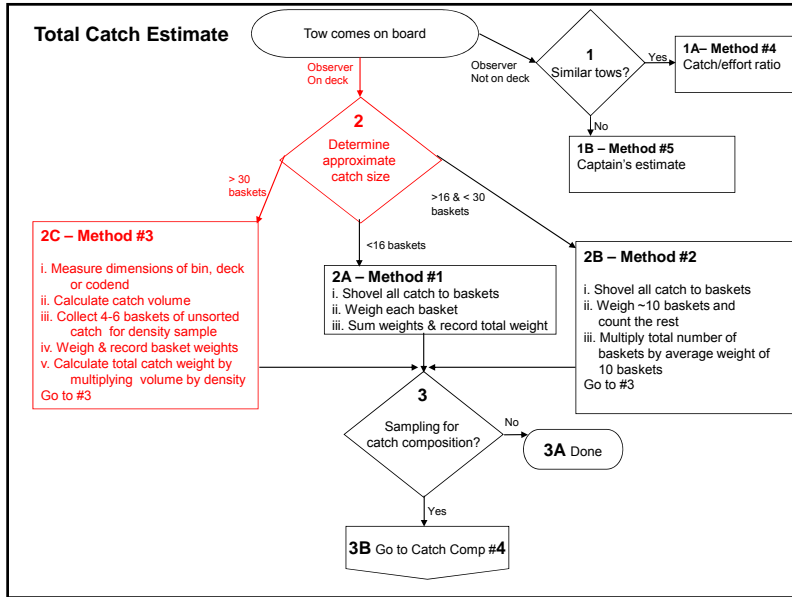 Total Catch Estimate
Tow comes on board
Observer
On deck
Observer
Not on deck
1
Similar tows?
Yes
1A– Method #4
Catch/effort ratio
No
1B – Method #5
Captain's estimate
2
Determine
approximate
catch size
> 30
baskets
>16 & < 30
baskets
<16 baskets
2C – Method #3
i. Measure dimensions of bin, deck
or codend
ii. Calculate catch volume
iii. Collect 4-6 baskets of unsorted
catch for density sample
iv. Weigh & record basket weights
v. Calculate total catch weight by
multiplying volume by density
Go to #3
2A – Method #1
i. Shovel all catch to baskets
ii. Weigh each basket
iii. Sum weights & record total weight
2B – Method #2
i. Shovel all catch to baskets
ii. Weigh ~10 baskets and
count the rest
iii. Multiply total number of
baskets by average weight of
10 baskets
Go to #3
3
Sampling for
catch composition?
No
3A Done
Yes
3B Go to Catch Comp #4